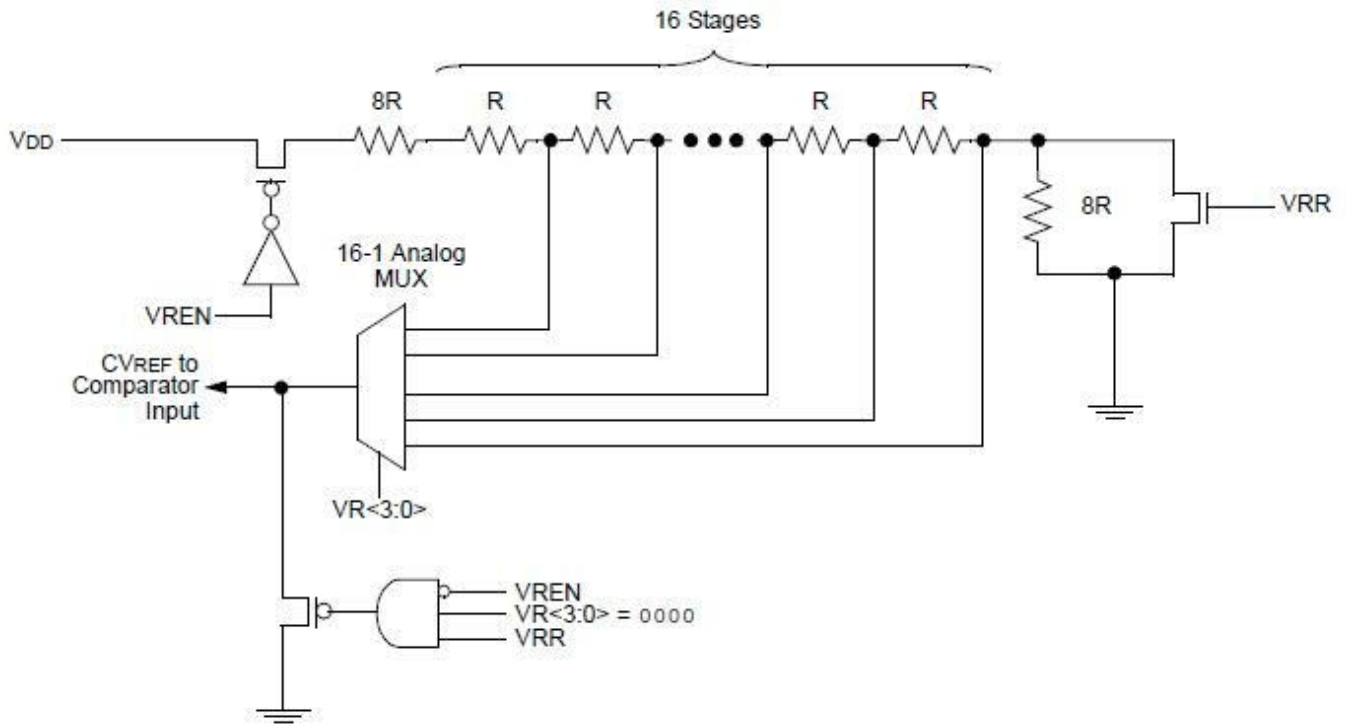 16 Stages
8R
R
R
R
R
VDD
8R
VRR
16-1 Analog
MUX
VREN
CVREF to
Comparator
Input
VR<3:0>
VREN
VR<3:0> = 0000
VRR